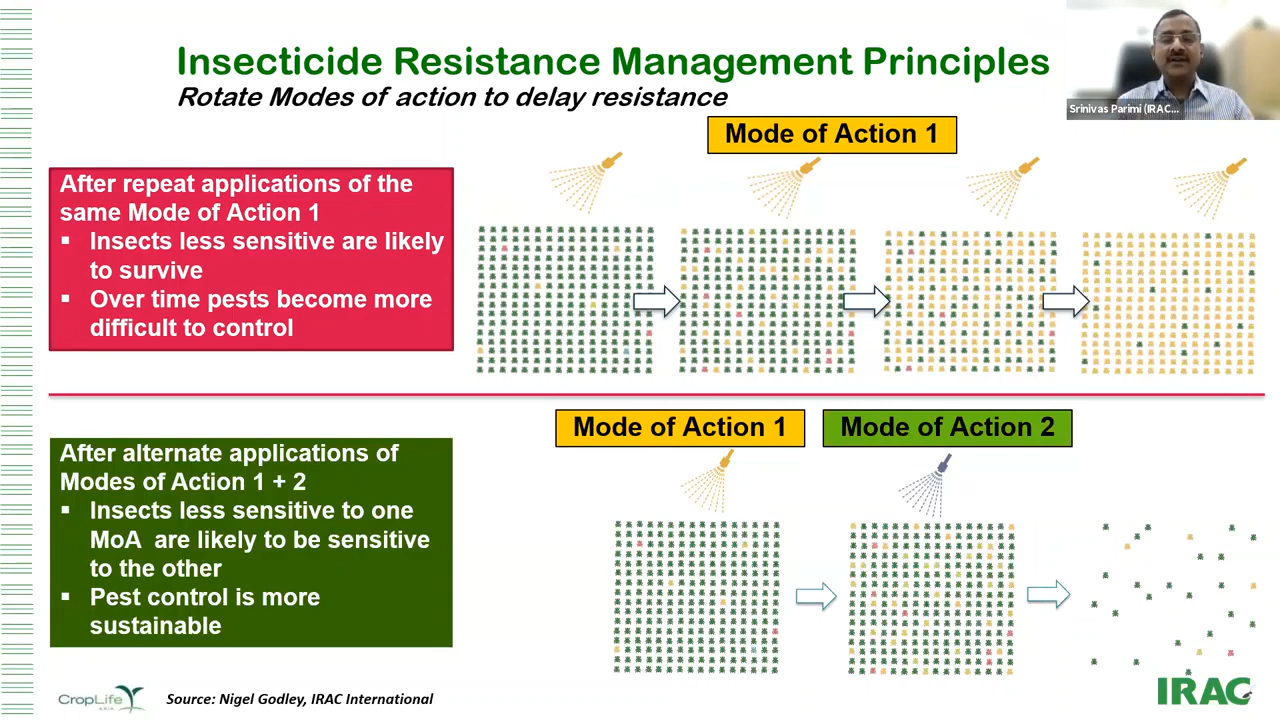 Insecticide Resistance Management Principles
Rotate Modes of action to delay resistance
Srinivas Parimi (IRAC...
Mode of Action 1
After repeat applications of the
same Mode of Action 1
▪ Insects less sensitive are likely
to survive
▪ Over time pests become more
difficult to control
Mode of Action 1
Mode of Action 2
After alternate applications of
Modes of Action 1 + 2
▪ Insects less sensitive to one
MoA are likely to be sensitive
to the other
▪ Pest control is more
sustainable
CropLife
ASIA
Source: Nigel Godley, IRAC International
IRAC